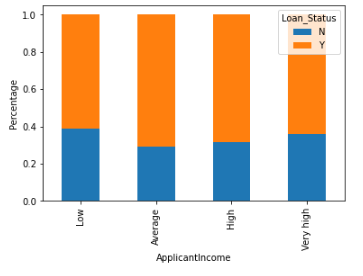 Loan_Status
N
Y
1.0
0.8
0.6
0.4
0.2
0.0
Percentage
Low
Average
High
Very high
ApplicantIncome